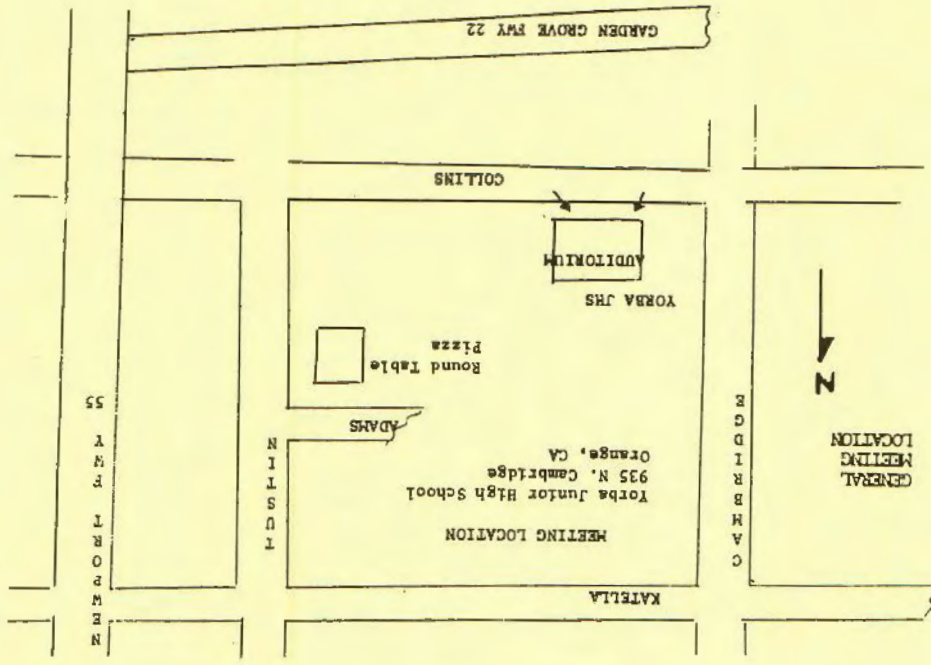 GENERAL
MEETING
LOCATION
N
CAMBRIDGE
KATELLA
MEETING LOCATION
Yorba Junior High School
935 N. Cambridge
Orange, CA
TUSTIN
NEWPORT FWY 55
ADAMS
Round Table
Pizza
YORBA JHS
AUDITORIUM
COLLINS
GARDEN GROVE FWY 22